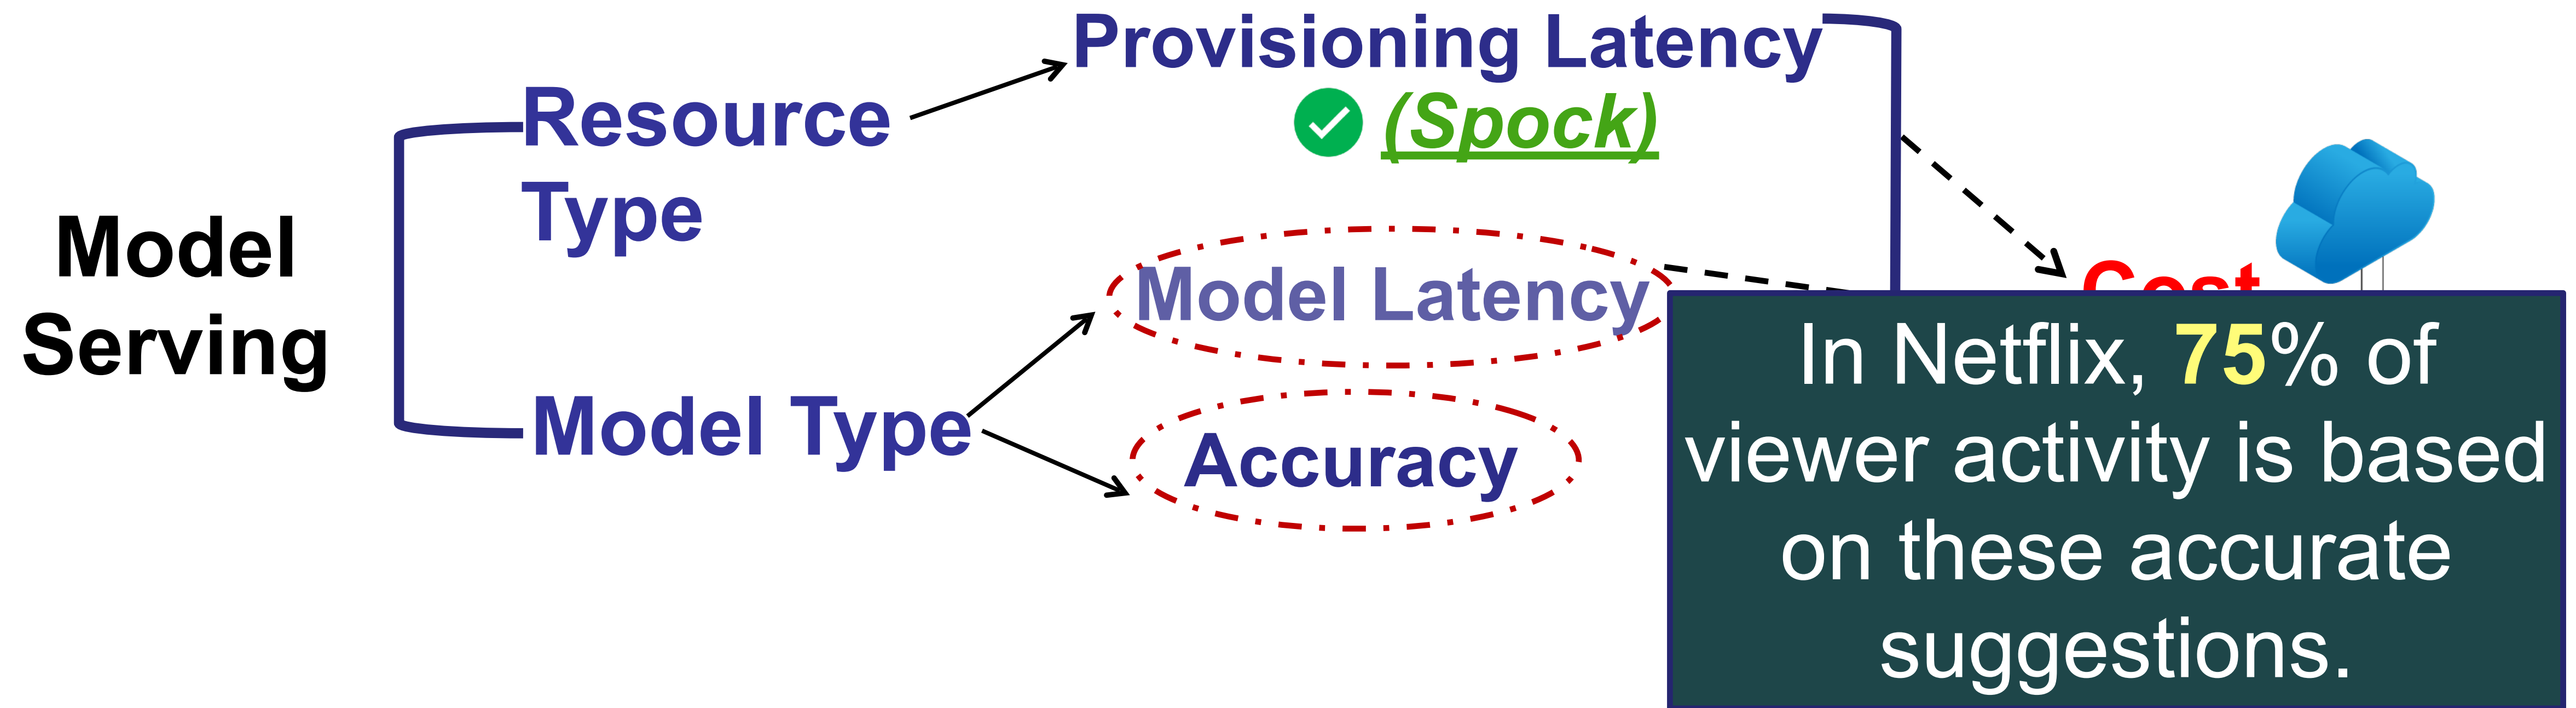 Provisioning Latency
Resource
Type
(Spock)
Model
Serving
Model Latency
Cost
Model Type
Accuracy
In Netflix, 75% of
viewer activity is based
on these accurate
suggestions.